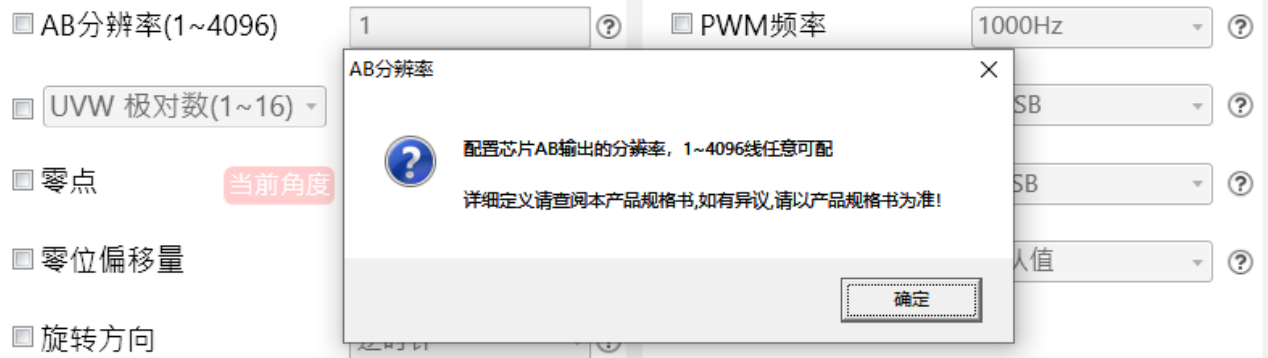 AB分辨率(1~4096)
1
PWM频率
1000Hz
AB分辨率
UVW 极对数(1~16)
SB
配置芯片AB输出的分辨率，1~4096线任意可配
零点
当前角度
SB
详细定义请查阅本产品规格书,如有异议,请以产品规格书为准!
零位偏移量
认值
确定
旋转方向
逆时针